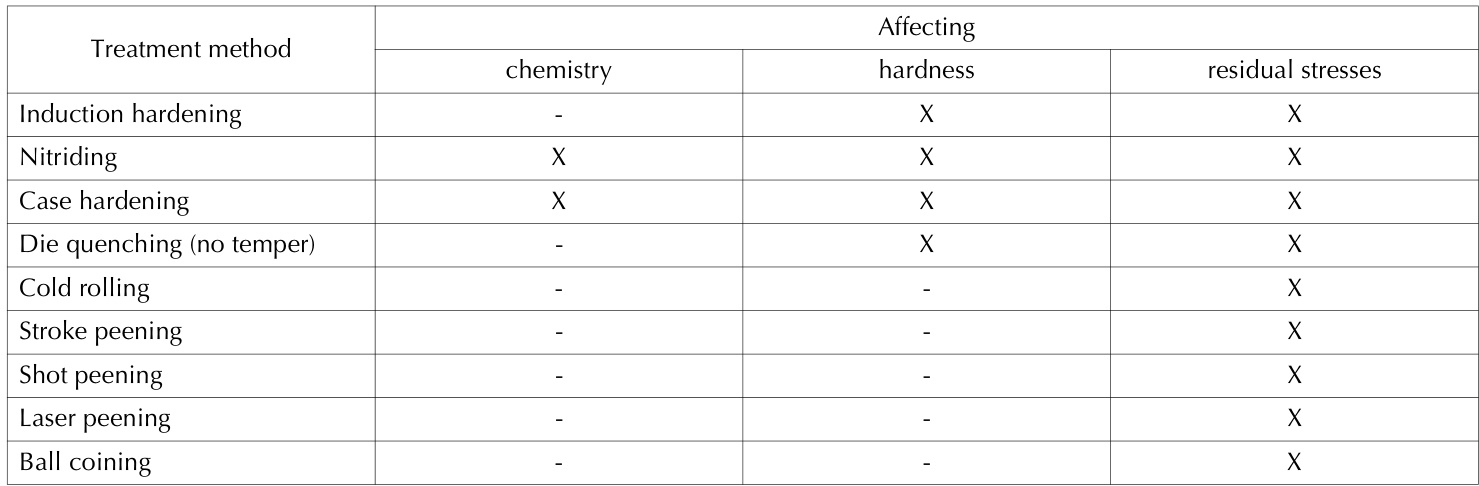 Treatment method
Affecting
chemistry hardness residual stresses
Induction hardening - X X
Nitriding X X X
Case hardening X X X
Die quenching (no temper) - X X
Cold rolling - - X
Stroke peening - - X
Shot peening - - X
Laser peening - - X
Ball coining - - X